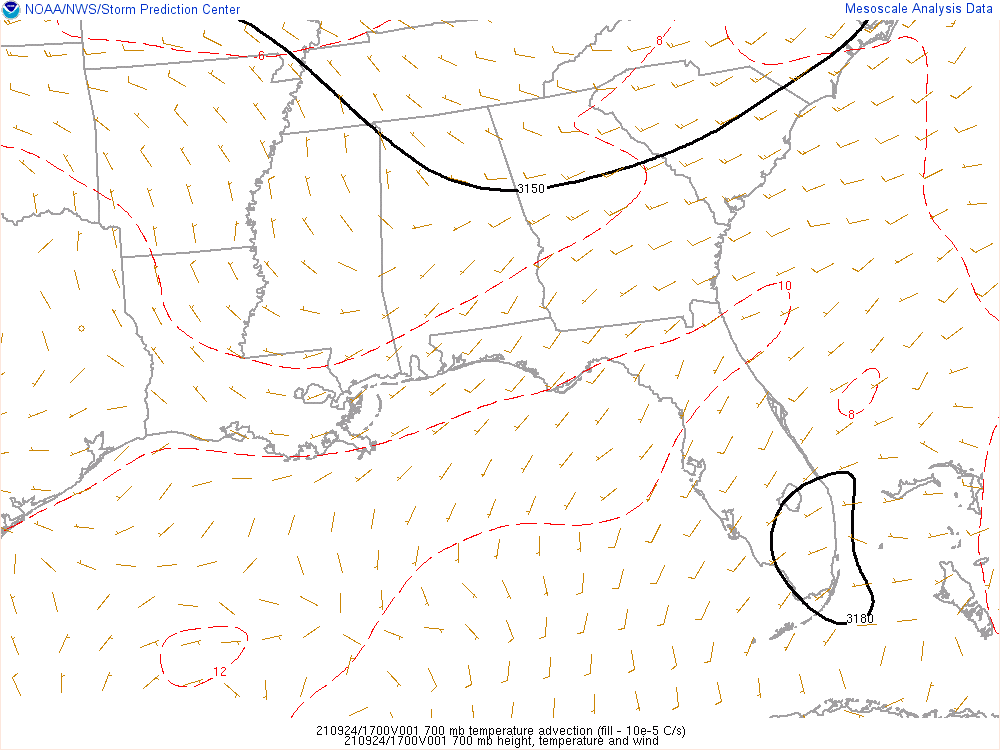 NOAA/NWS/Storm Prediction Center
Mesoscale Analysis Data
8
-6
3150
10
8
3180
12
210924/1700V001 700 mb temperature advection (fill - 10e-5 C/s)
210924/1700V001 700 mb height, temperature and wind